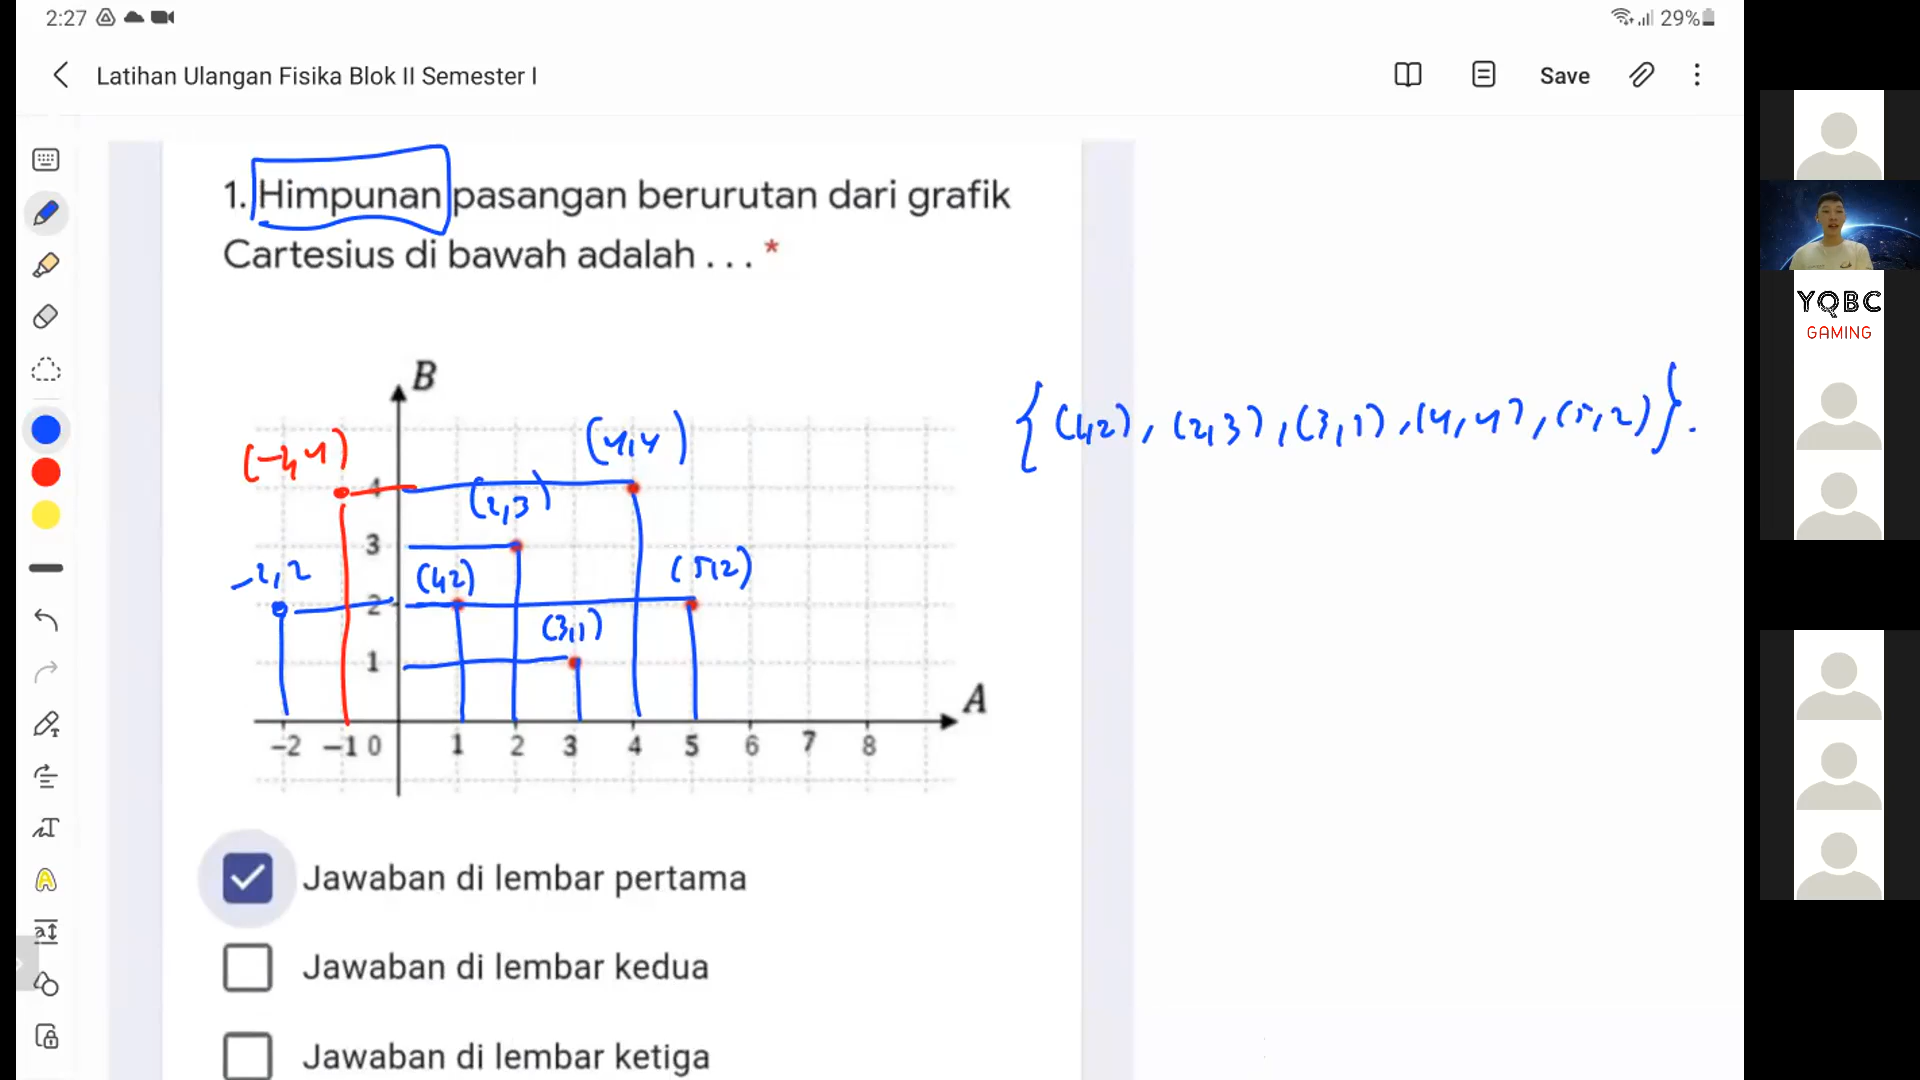 2:27
29%
Latihan Ulangan Fisika Blok II Semester I
Save
1. Himpunan pasangan berurutan dari grafik
Cartesius di bawah adalah . . . *
YQBC
GAMING
B
{(1,2), (2,3), (3,1), (4,4), (5,2)}.
(-1,4)
(4,4)
4
(2,3)
3
-2,2
(1,2)
(5,2)
2
(3,1)
1
A
-2 -1 0 1 2 3 4 5 6 7 8
Jawaban di lembar pertama
Jawaban di lembar kedua
Jawaban di lembar ketiga